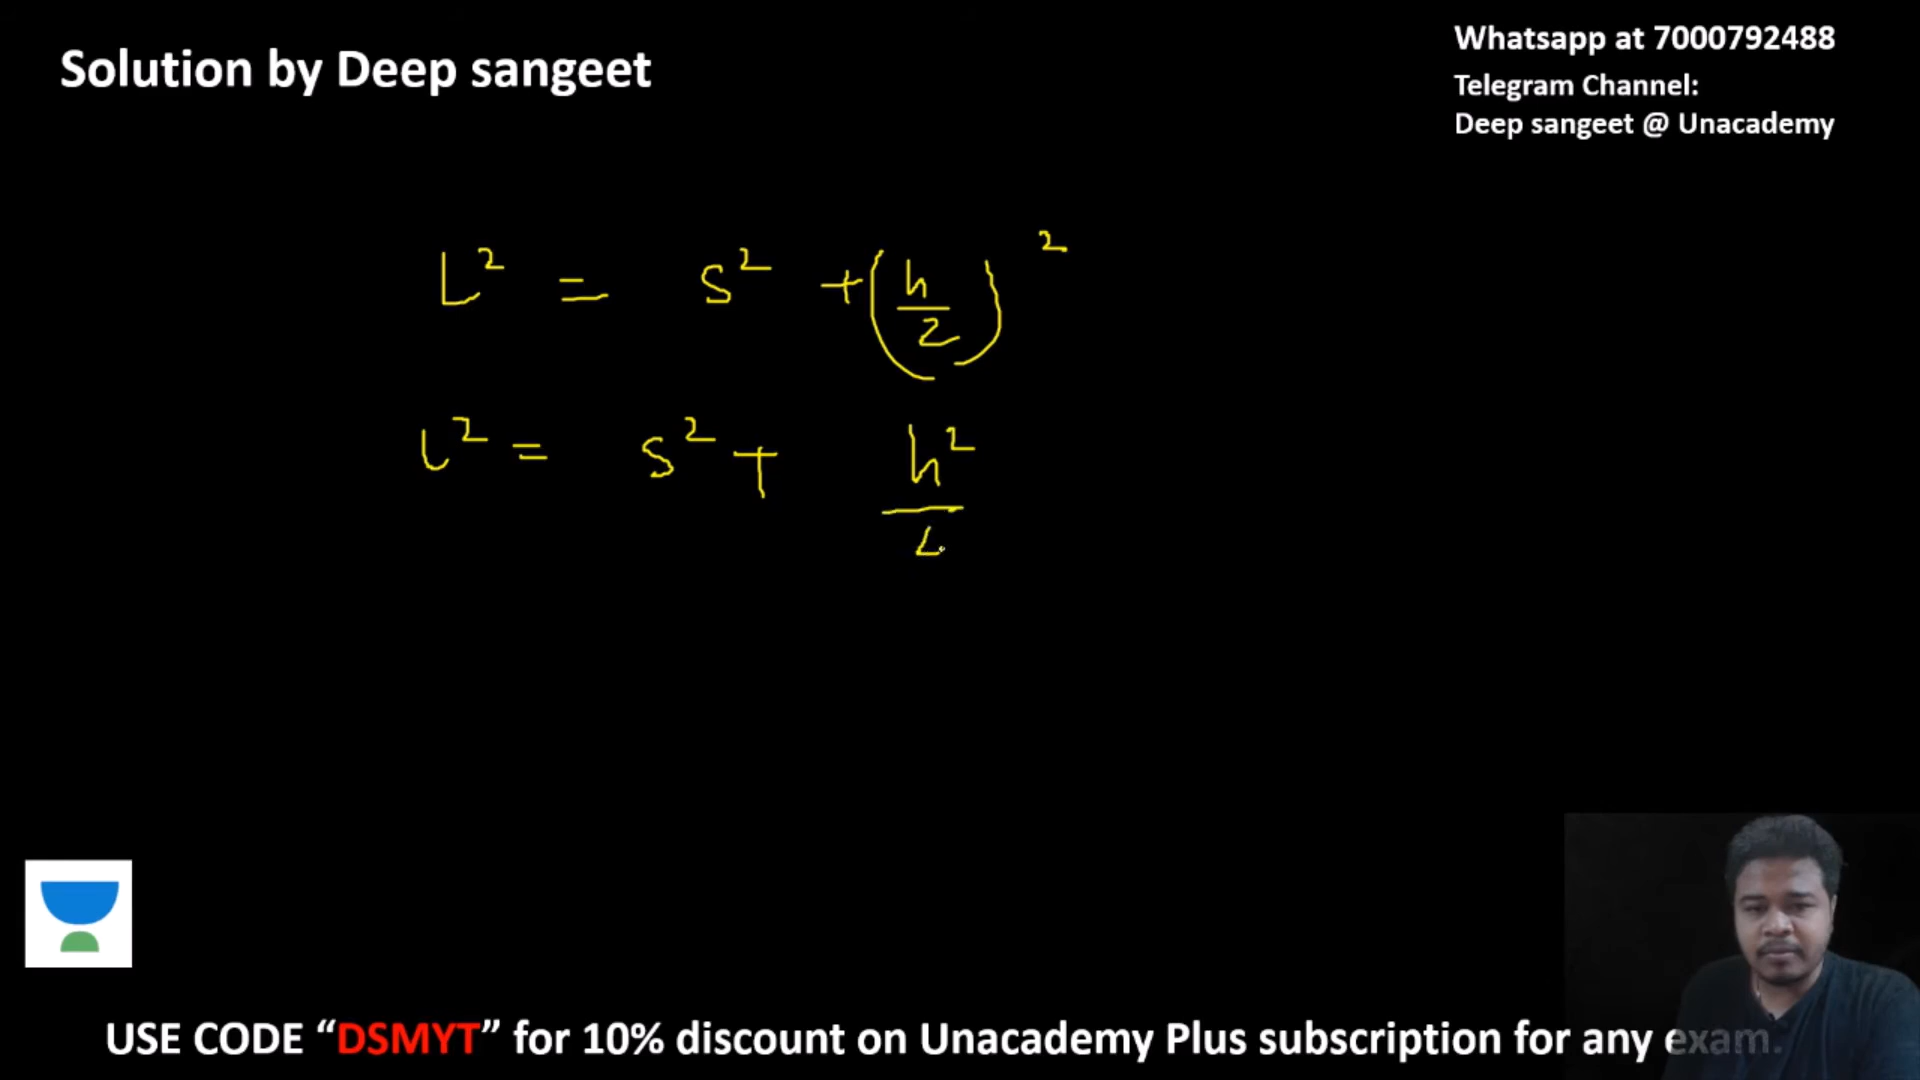 Solution by Deep sangeet
Whatsapp at 7000792488
Telegram Channel:
Deep sangeet @ Unacademy
L² = s² + (h/2)²
L² = s² + h²/4
USE CODE “DSMYT” for 10% discount on Unacademy Plus subscription for any exam.